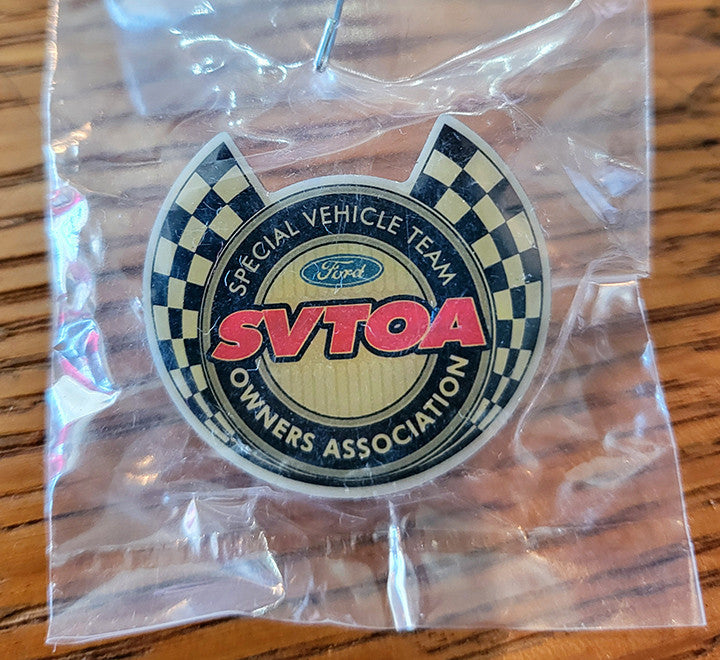 SPECIAL VEHICLE TEAM
Ford
SVTOA
OWNERS ASSOCIATION